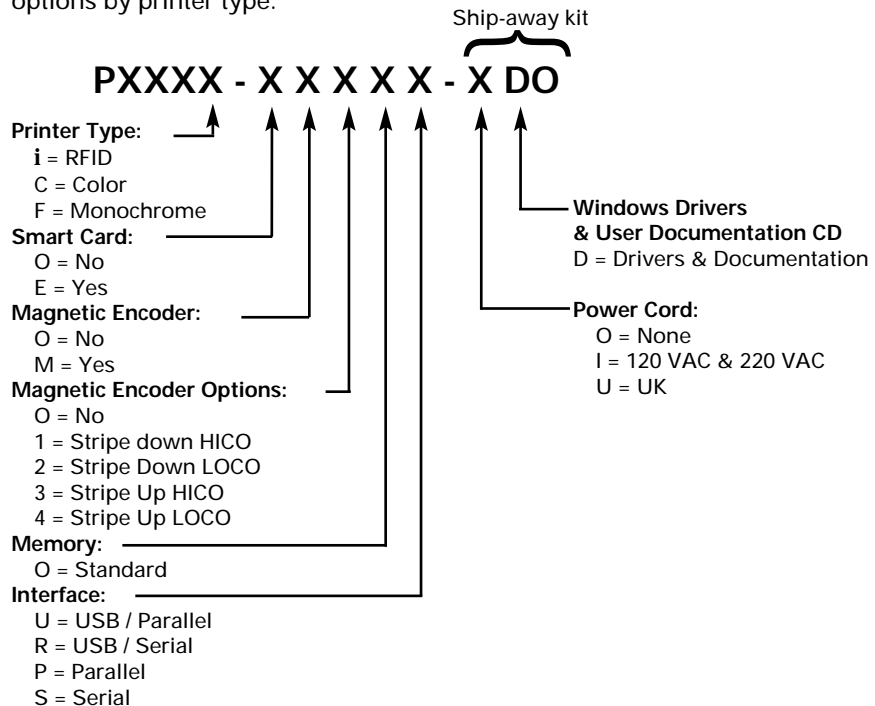 options by printer type.
Ship-away kit
PXXXX - X X X X X - X DO
Printer Type:
i = RFID
C = Color
F = Monochrome
Smart Card:
O = No
E = Yes
Magnetic Encoder:
O = No
M = Yes
Magnetic Encoder Options:
O = No
1 = Stripe down HICO
2 = Stripe Down LOCO
3 = Stripe Up HICO
4 = Stripe Up LOCO
Memory:
O = Standard
Interface:
U = USB / Parallel
R = USB / Serial
P = Parallel
S = Serial
Windows Drivers
& User Documentation CD
D = Drivers & Documentation
Power Cord:
O = None
I = 120 VAC & 220 VAC
U = UK